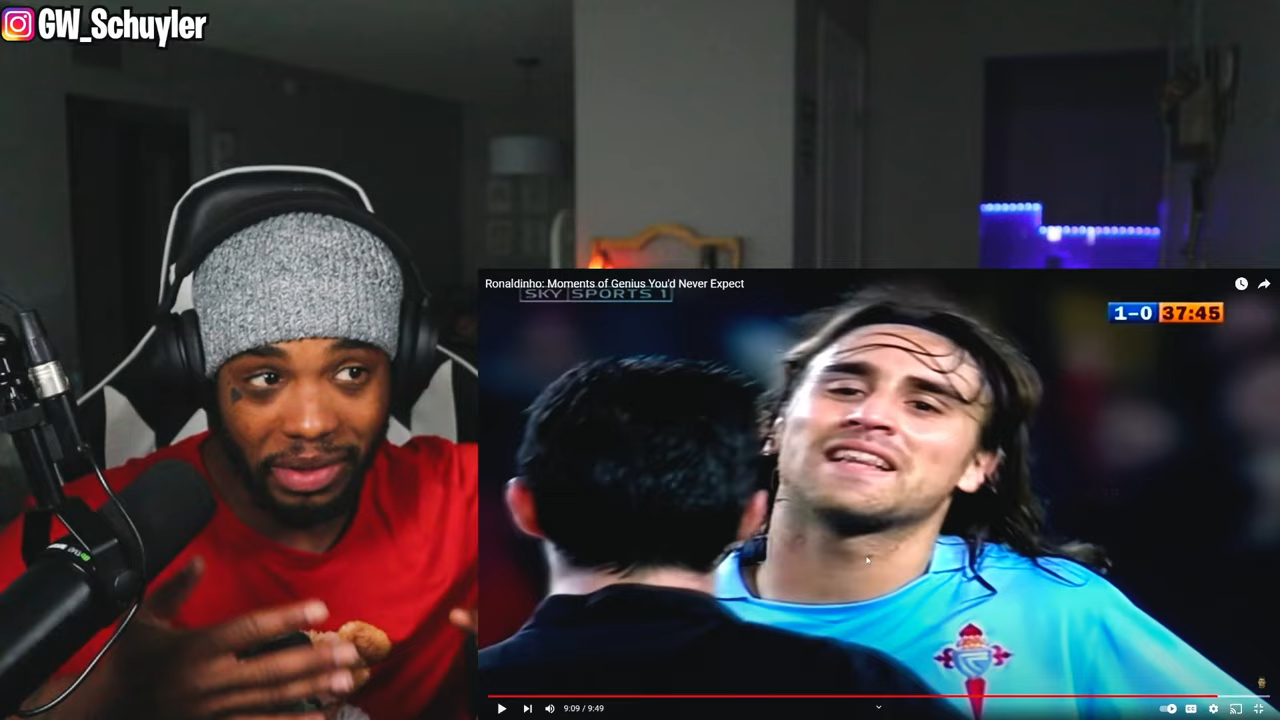 GW_Schuyler
Ronaldinho: Moments of Genius You'd Never Expect
SKY SPORTS 1
1-0 37:45
9:09 / 9:49